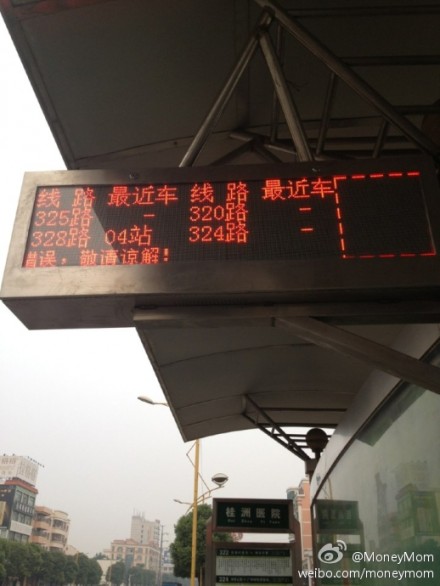 线 路 最近车 线 路 最近车
325路 - 320路 -
328路 04站 324路 -
错误，敬请谅解！
桂洲医院
@MoneyMom
weibo.com/moneymom